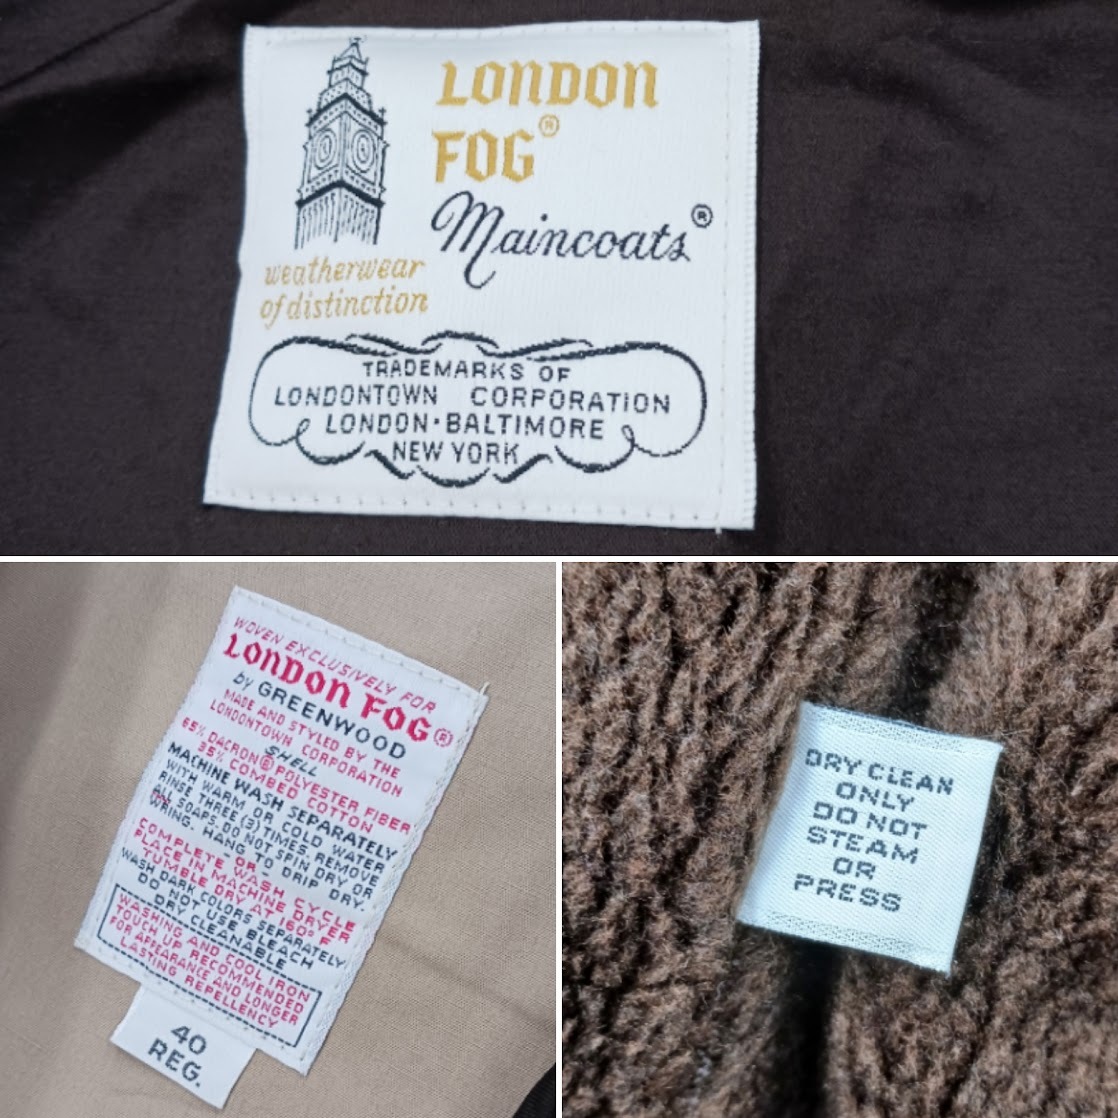 LONDON
FOG®
Maincoats®
weatherwear
of distinction
TRADEMARKS OF
LONDONTOWN CORPORATION
LONDON·BALTIMORE
NEW YORK
WOVEN EXCLUSIVELY FOR
LONDON FOG®
by GREENWOOD
MADE AND STYLED BY THE
LONDONTOWN CORPORATION
SHELL
65% DACRON® POLYESTER FIBER
35% COMBED COTTON
MACHINE WASH SEPARATELY
WITH WARM OR COLD WATER
RINSE THREE (3) TIMES REMOVE
ALL SOAPS. DO NOT SPIN DRY OR
WRING. HANG TO DRIP DRY.
COMPLETE - OR -
PLACE IN WASH CYCLE
TUMBLE IN MACHINE DRYER
DRY AT 160° F
WASH DARK COLORS SEPARATELY
DO NOT USE BLEACH
DRY CLEANABLE
WASHING AND COOL IRON
TOUCH UP RECOMMENDED
FOR APPEARANCE AND LONGER
LASTING REPELLENCY
40
REG.
DRY CLEAN
ONLY
DO NOT
STEAM
OR
PRESS